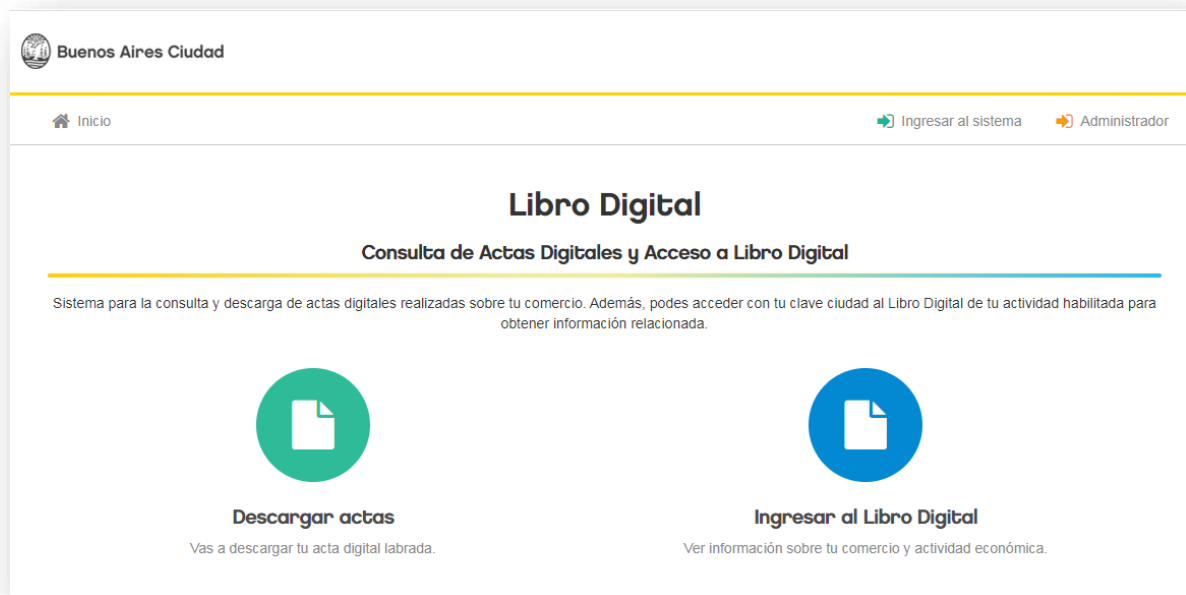 Buenos Aires Ciudad
Inicio
Ingresar al sistema
Administrador
Libro Digital
Consulta de Actas Digitales y Acceso a Libro Digital
Sistema para la consulta y descarga de actas digitales realizadas sobre tu comercio. Además, podes acceder con tu clave ciudad al Libro Digital de tu actividad habilitada para
obtener información relacionada.
Descargar actas
Vas a descargar tu acta digital labrada.
Ingresar al Libro Digital
Ver información sobre tu comercio y actividad económica.